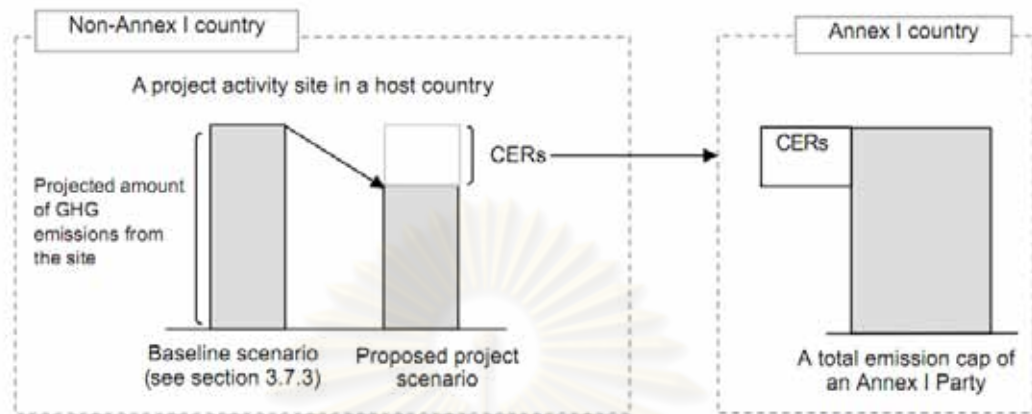 Non-Annex I country
Annex I country
A project activity site in a host country
Projected amount
of GHG
emissions from
the site
CERs
CERs
Baseline scenario
(see section 3.7.3)
Proposed project
scenario
A total emission cap of
an Annex I Party